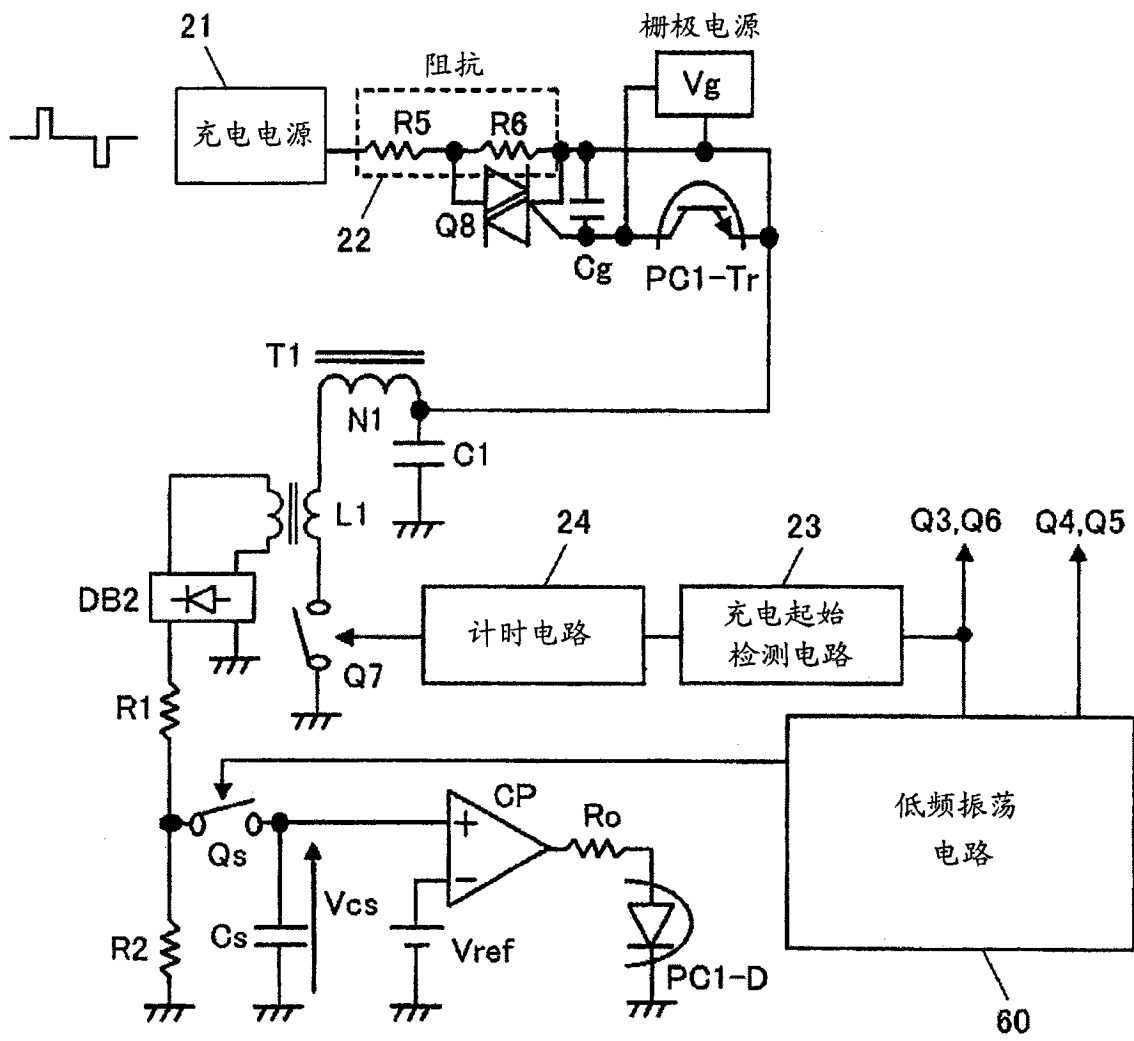 21
栅极电源
阻抗
Vg
充电电源
R5
R6
Q8
22
Cg
PC1-Tr
T1
N1
C1
L1
24
23
Q3,Q6
Q4,Q5
DB2
计时电路
充电起始
检测电路
Q7
R1
CP
Ro
低频振荡
电路
Qs
Vcs
Cs
Vref
R2
PC1-D
60